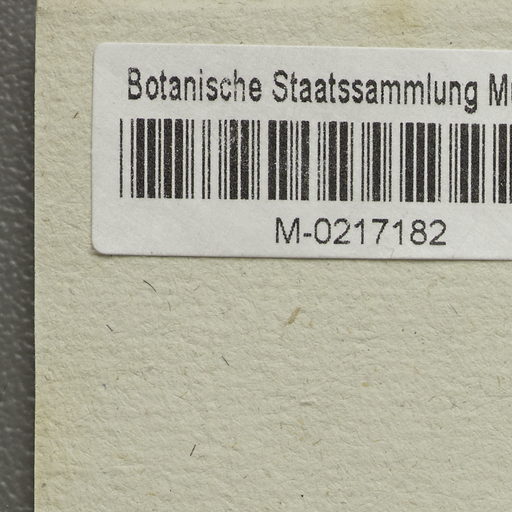 Botanische Staatssammlung
M-0217182